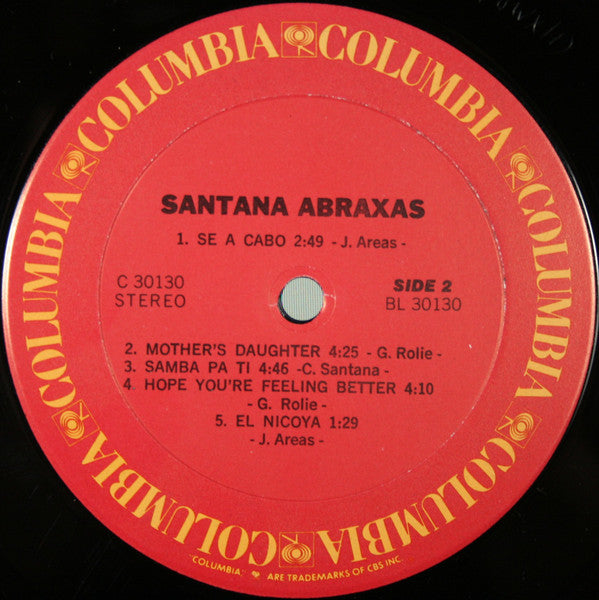 COLUMBIA COLUMBIA COLUMBIA COLUMBIA COLUMBIA COLUMBIA
SANTANA ABRAXAS
1. SE A CABO 2:49 - J. Areas -
C 30130
STEREO
SIDE 2
BL 30130
2. MOTHER'S DAUGHTER 4:25 - G. Rolie -
3. SAMBA PA TI 4:46 -C. Santana -
4. HOPE YOU'RE FEELING BETTER 4:10
- G. Rolie -
5. EL NICOYA 1:29
- J. Areas -
"COLUMBIA", ARE TRADEMARKS OF CBS INC.